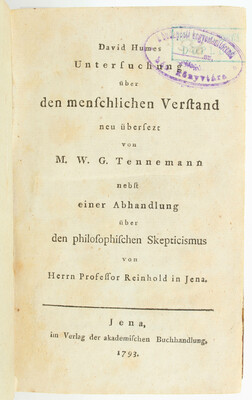 David Humes
Untersuchung
über
den menſchlichen Verſtand
neu überſezt
von
M. W. G. Tennemann
nebſt
einer Abhandlung
über
den philoſophiſchen Skepticismus
von
Herrn Profeſſor Reinhold in Jena.
Jena,
im Verlag der akademiſchen Buchhandlung,
1793.
Könyvtára